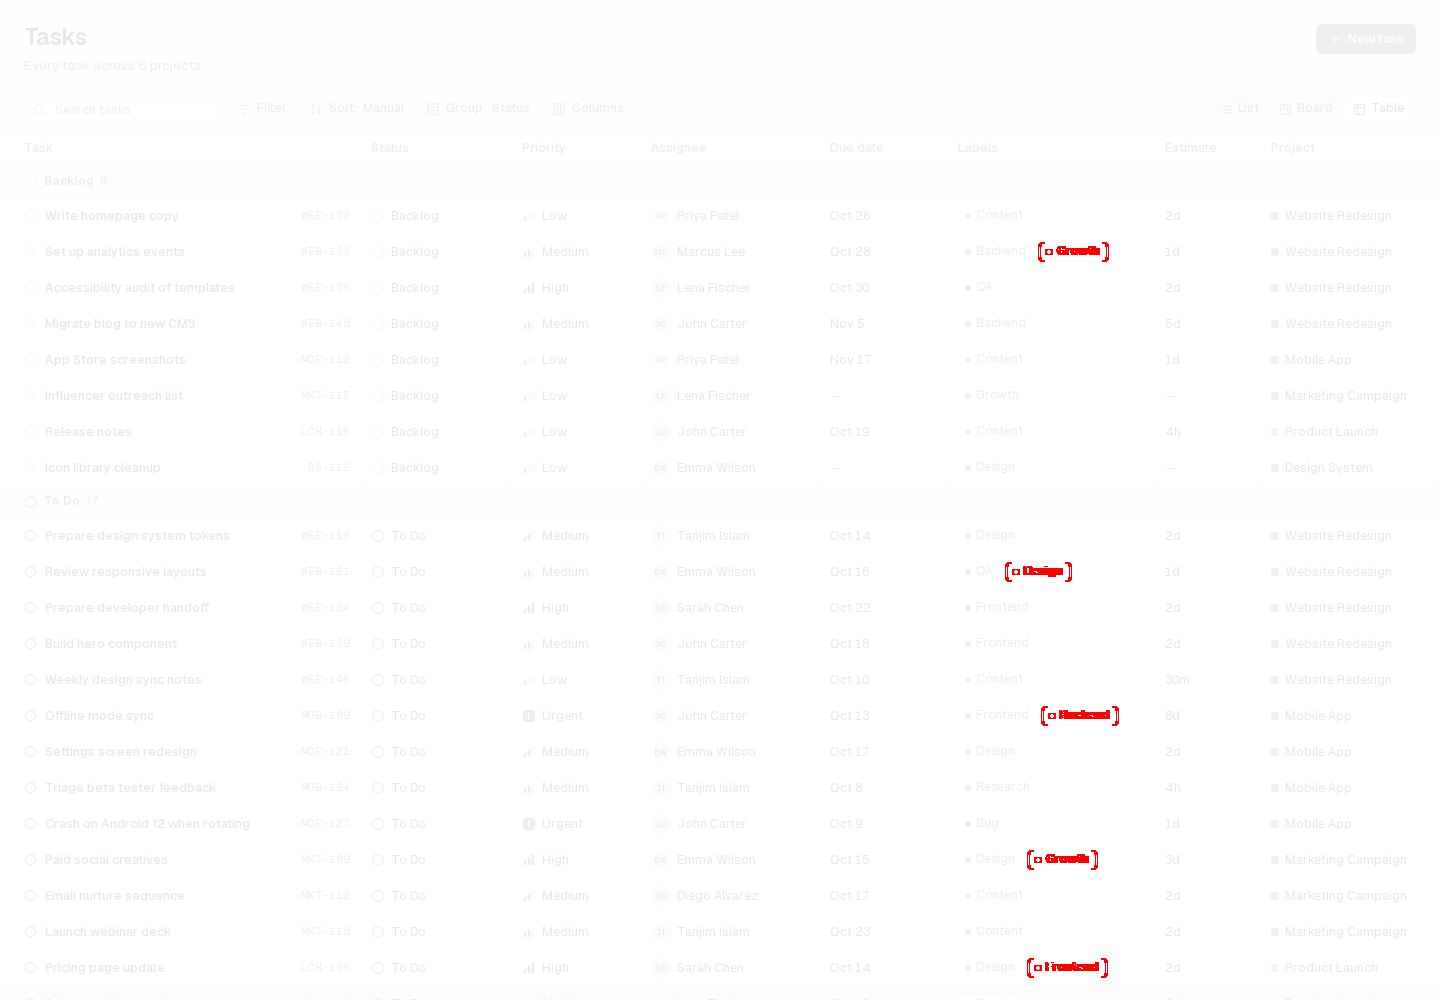 Tasks
New task
Every task across 6 projects.
Search tasks Filter Sort: Manual Group: Status Columns List Board Table
Task Status Priority Assignee Due date Labels Estimate Project
Backlog 8
Write homepage copy WEB-130 Backlog Low PP Priya Patel Oct 26 Content 2d Website Redesign
Set up analytics events WEB-133 Backlog Medium ML Marcus Lee Oct 28 Backend Growth 1d Website Redesign
Accessibility audit of templates WEB-136 Backlog High LF Lena Fischer Oct 30 QA 2d Website Redesign
Migrate blog to new CMS WEB-148 Backlog Medium JC John Carter Nov 5 Backend 5d Website Redesign
App Store screenshots MOB-112 Backlog Low PP Priya Patel Nov 17 Content 1d Mobile App
Influencer outreach list MKT-115 Backlog Low LF Lena Fischer — Growth — Marketing Campaign
Release notes LCH-115 Backlog Low JC John Carter Oct 19 Content 4h Product Launch
Icon library cleanup DS-112 Backlog Low EW Emma Wilson — Design — Design System
To Do 17
Prepare design system tokens WEB-118 To Do Medium TI Tanjim Islam Oct 14 Design 2d Website Redesign
Review responsive layouts WEB-121 To Do Medium EW Emma Wilson Oct 16 QA Design 1d Website Redesign
Prepare developer handoff WEB-124 To Do High SC Sarah Chen Oct 22 Frontend 2d Website Redesign
Build hero component WEB-139 To Do Medium JC John Carter Oct 18 Frontend 2d Website Redesign
Weekly design sync notes WEB-145 To Do Low TI Tanjim Islam Oct 10 Content 30m Website Redesign
Offline mode sync MOB-109 To Do Urgent JC John Carter Oct 13 Frontend Backend 8d Mobile App
Settings screen redesign MOB-121 To Do Medium EW Emma Wilson Oct 17 Design 2d Mobile App
Triage beta tester feedback MOB-124 To Do Medium TI Tanjim Islam Oct 8 Research 4h Mobile App
Crash on Android 12 when rotating MOB-127 To Do Urgent JC John Carter Oct 9 Bug 1d Mobile App
Paid social creatives MKT-109 To Do High EW Emma Wilson Oct 15 Design Growth 3d Marketing Campaign
Email nurture sequence MKT-112 To Do Medium DA Diego Alvarez Oct 17 Content 2d Marketing Campaign
Launch webinar deck MKT-118 To Do Medium TI Tanjim Islam Oct 23 Content 2d Marketing Campaign
Pricing page update LCH-106 To Do High SC Sarah Chen Oct 14 Design Frontend 2d Product Launch